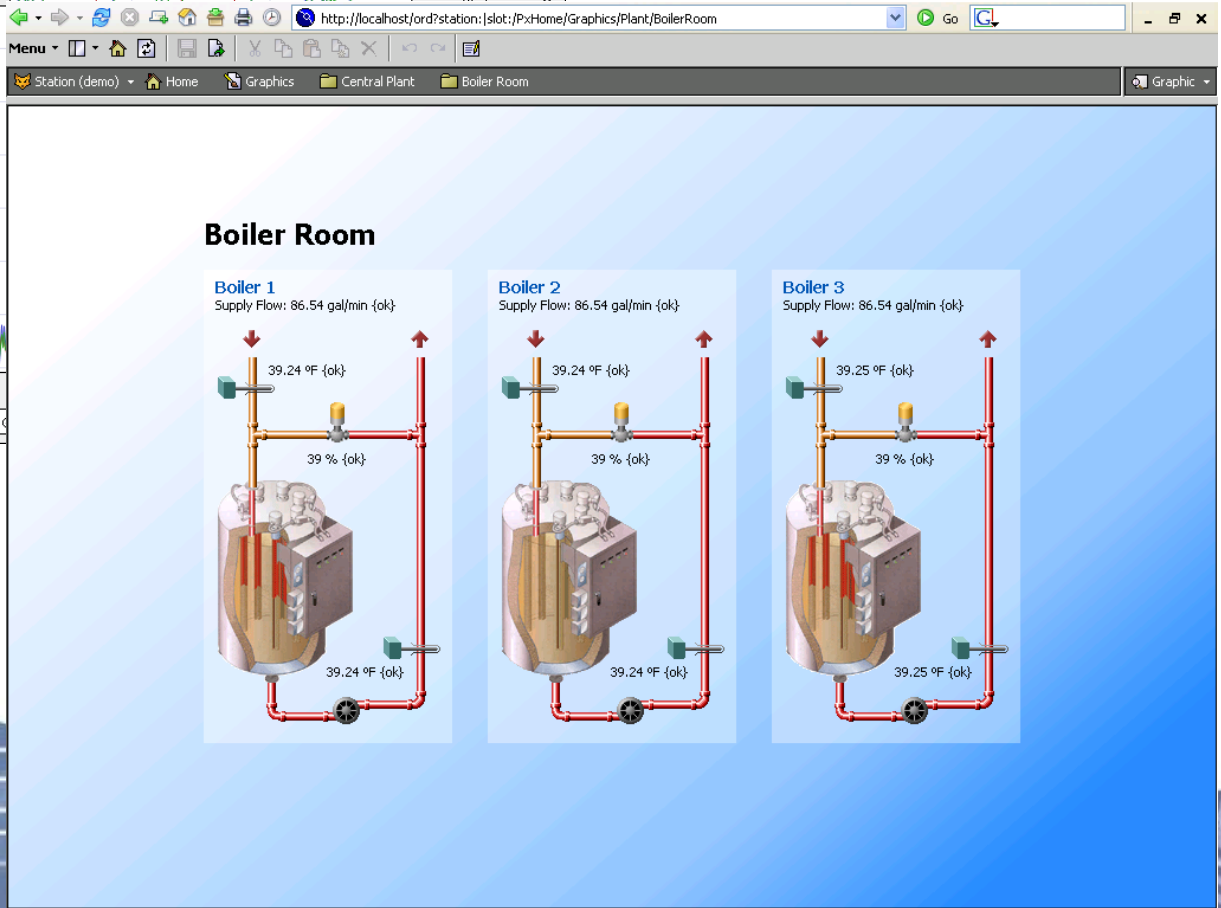 http://localhost/ord?station:|slot:/PxHome/Graphics/Plant/BoilerRoom
Go
G
Menu
Station (demo)
Home
Graphics
Central Plant
Boiler Room
Graphic
Boiler Room
Boiler 1
Supply Flow: 86.54 gal/min {ok}
39.24 ºF {ok}
39 % {ok}
39.24 ºF {ok}
Boiler 2
Supply Flow: 86.54 gal/min {ok}
39.24 ºF {ok}
39 % {ok}
39.24 ºF {ok}
Boiler 3
Supply Flow: 86.54 gal/min {ok}
39.25 ºF {ok}
39 % {ok}
39.25 ºF {ok}